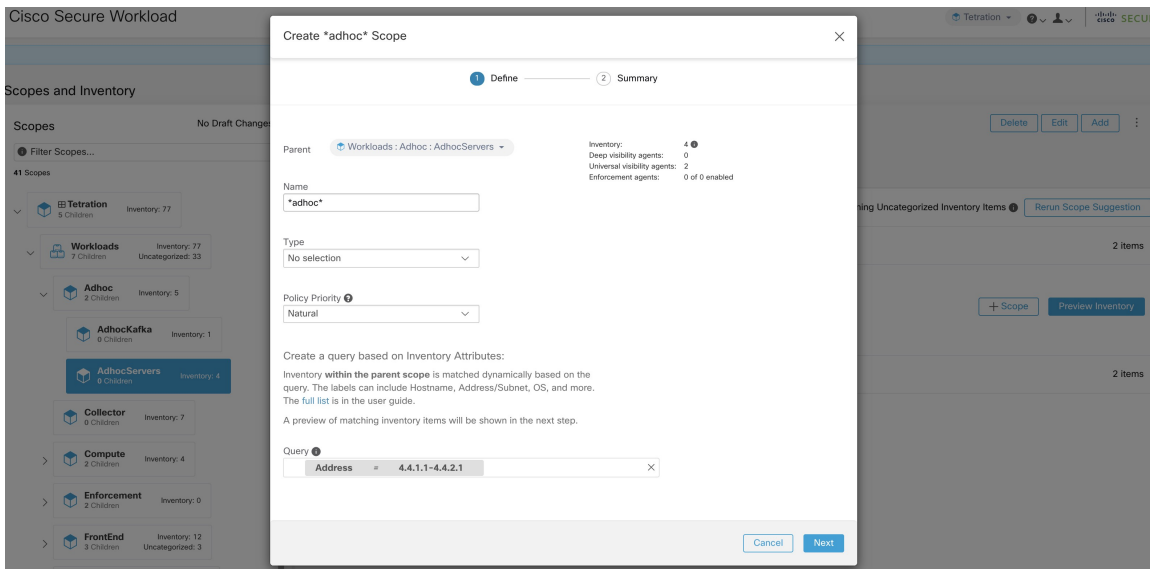 Cisco Secure Workload
Tetration
cisco SECU
Scopes and Inventory
Scopes
No Draft Change
Filter Scopes...
41 Scopes
Tetration
5 Children
Inventory: 77
Workloads
7 Children
Inventory: 77
Uncategorized: 33
Adhoc
2 Children
Inventory: 5
AdhocKafka
0 Children
Inventory: 1
AdhocServers
0 Children
Inventory: 4
Collector
0 Children
Inventory: 7
Compute
2 Children
Inventory: 4
Enforcement
2 Children
Inventory: 0
FrontEnd
3 Children
Inventory: 12
Uncategorized: 3
Create *adhoc* Scope
1 Define
2 Summary
Parent
Workloads : Adhoc : AdhocServers
Inventory: 4
Deep visibility agents: 0
Universal visibility agents: 2
Enforcement agents: 0 of 0 enabled
Name
*adhoc*
Type
No selection
Policy Priority
Natural
Create a query based on Inventory Attributes:
Inventory within the parent scope is matched dynamically based on the
query. The labels can include Hostname, Address/Subnet, OS, and more.
The full list is in the user guide.
A preview of matching inventory items will be shown in the next step.
Query
Address = 4.4.1.1-4.4.2.1
Cancel
Next
Delete
Edit
Add
ning Uncategorized Inventory Items
Rerun Scope Suggestion
2 items
+ Scope
Preview Inventory
2 items